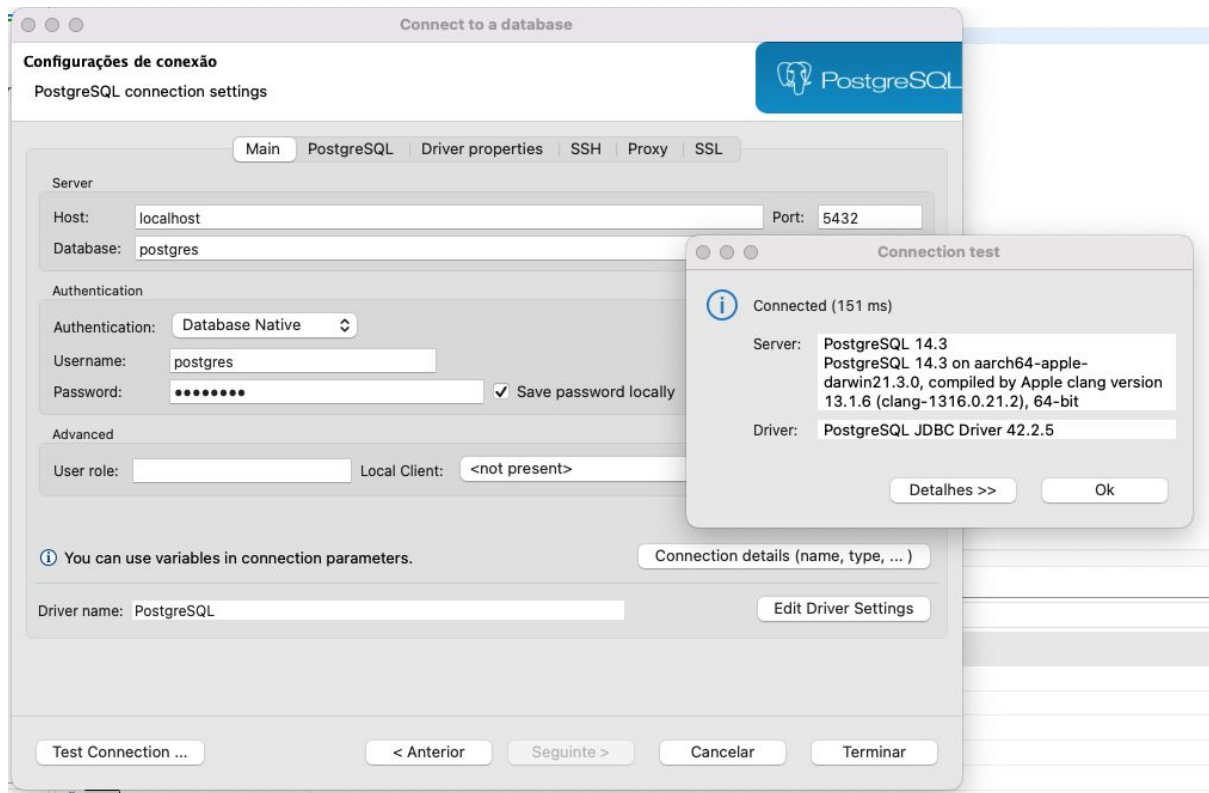 Connect to a database
Configurações de conexão
PostgreSQL connection settings
PostgreSQL
Main PostgreSQL Driver properties SSH Proxy SSL
Server
Host: localhost Port: 5432
Database: postgres
Authentication
Authentication: Database Native
Username: postgres
Password: ••••••••
Save password locally
Advanced
User role: Local Client: <not present>
You can use variables in connection parameters.
Connection details (name, type, ... )
Driver name: PostgreSQL
Edit Driver Settings
Test Connection ...
< Anterior
Seguinte >
Cancelar
Terminar
Connection test
Connected (151 ms)
Server: PostgreSQL 14.3
PostgreSQL 14.3 on aarch64-apple-
darwin21.3.0, compiled by Apple clang version
13.1.6 (clang-1316.0.21.2), 64-bit
Driver: PostgreSQL JDBC Driver 42.2.5
Detalhes >>
Ok